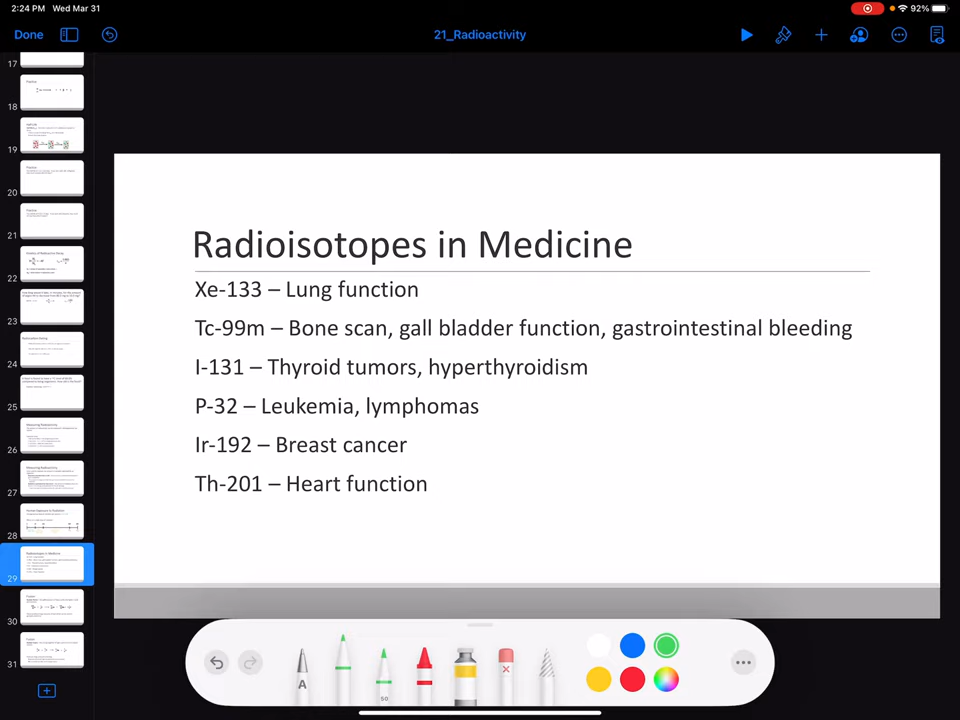 2:24 PM Wed Mar 31
92%
Done
21_Radioactivity
17
18
19
20
21
22
23
24
25
26
27
28
29
30
31
Radioisotopes in Medicine
Xe-133 – Lung function
Tc-99m – Bone scan, gall bladder function, gastrointestinal bleeding
I-131 – Thyroid tumors, hyperthyroidism
P-32 – Leukemia, lymphomas
Ir-192 – Breast cancer
Th-201 – Heart function
A
50